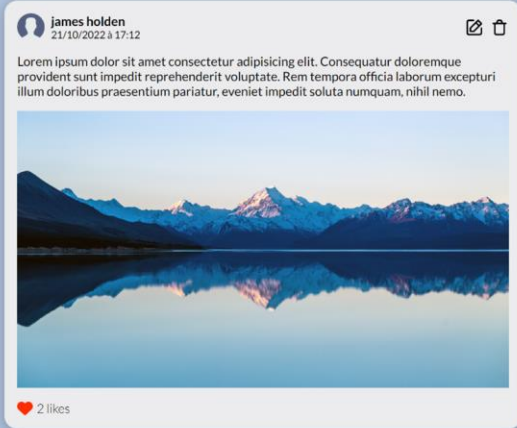 james holden
21/10/2022 à 17:12
Lorem ipsum dolor sit amet consectetur adipisicing elit. Consequatur doloremque
provident sunt impedit reprehenderit voluptate. Rem tempora officia laborum excepturi
illum doloribus praesentium pariatur, eveniet impedit soluta numquam, nihil nemo.
2 likes